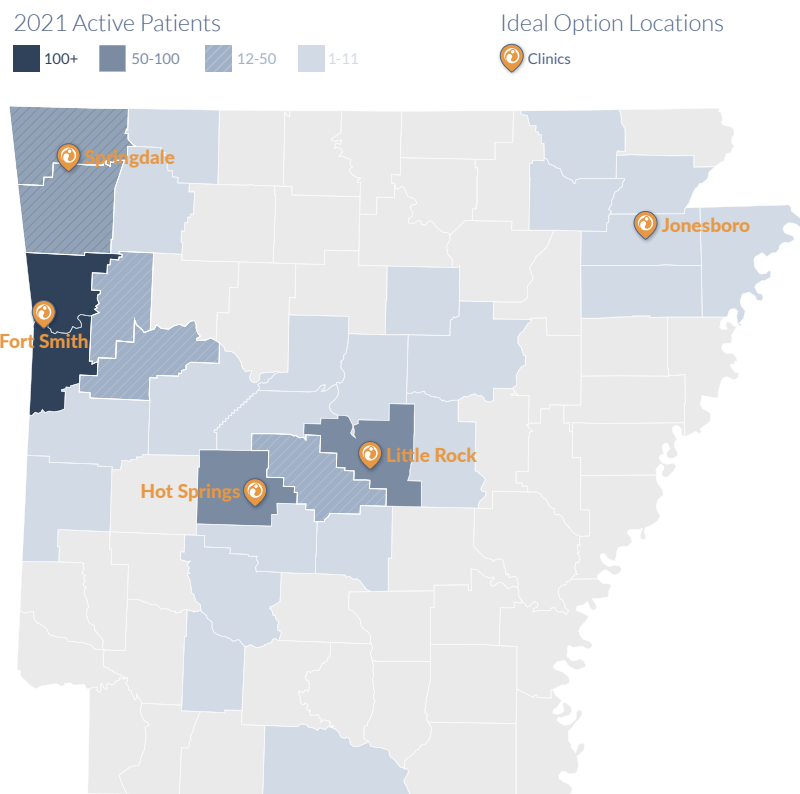 2021 Active Patients
Ideal Option Locations
100+
50-100
12-50
1-11
Clinics
Springdale
Jonesboro
Fort Smith
Little Rock
Hot Springs